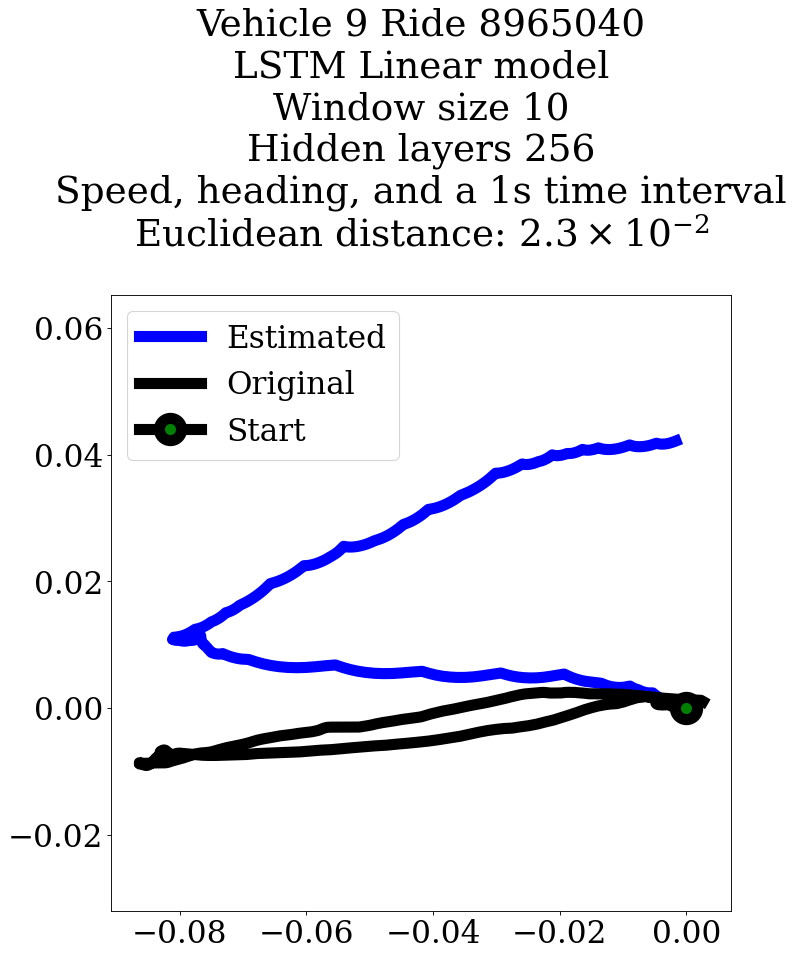 Vehicle 9 Ride 8965040
LSTM Linear model
Window size 10
Hidden layers 256
Speed, heading, and a 1s time interval
Euclidean distance: 2.3 × 10⁻²
Estimated
Original
Start
0.06
0.04
0.02
0.00
−0.02
−0.08
−0.06
−0.04
−0.02
0.00